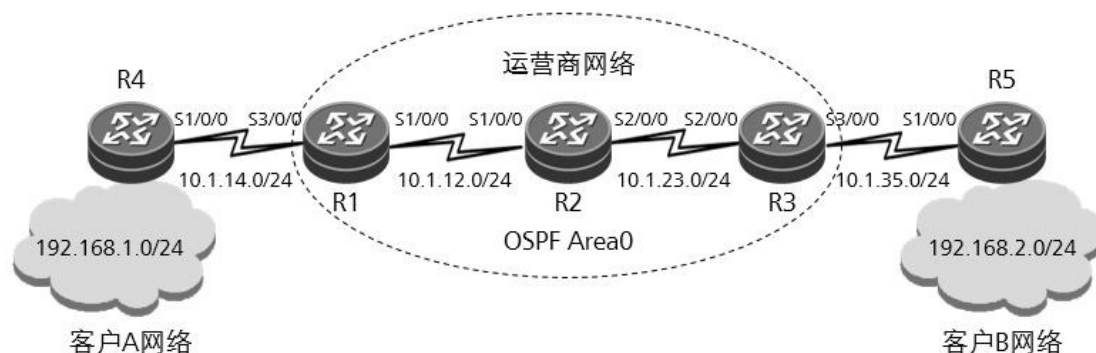 运营商网络
R4
R5
S1/0/0
S3/0/0
S1/0/0
S1/0/0
S2/0/0
S2/0/0
S3/0/0
S1/0/0
10.1.14.0/24
10.1.12.0/24
10.1.23.0/24
10.1.35.0/24
R1
R2
R3
192.168.1.0/24
OSPF Area0
192.168.2.0/24
客户A网络
客户B网络